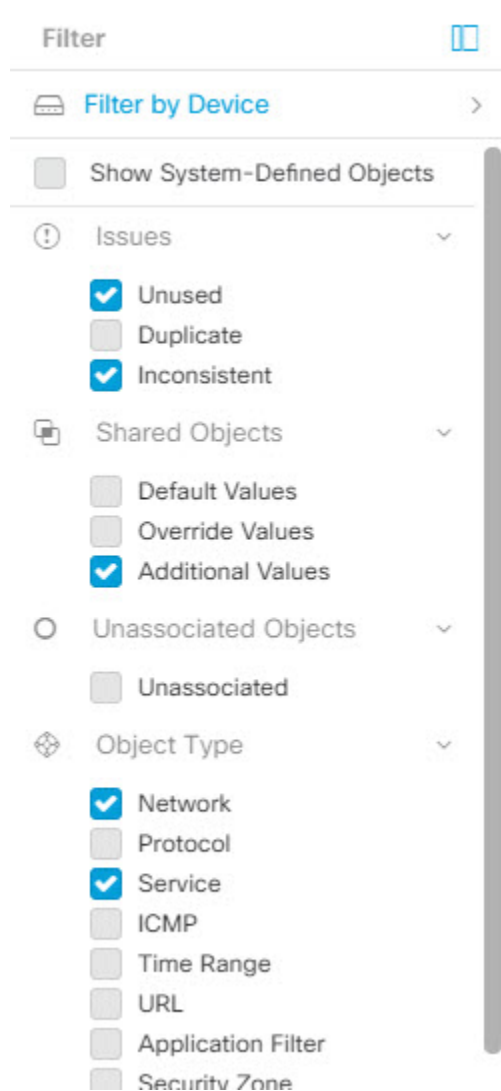 Filter
Filter by Device
Show System-Defined Objects
Issues
Unused
Duplicate
Inconsistent
Shared Objects
Default Values
Override Values
Additional Values
Unassociated Objects
Unassociated
Object Type
Network
Protocol
Service
ICMP
Time Range
URL
Application Filter
Security Zone